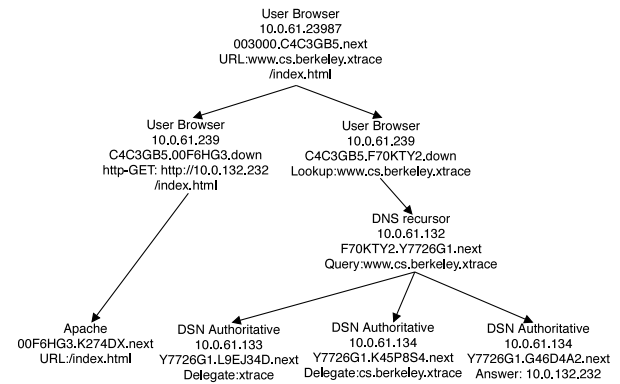 User Browser
10.0.61.23987
003000.C4C3GB5.next
URL:www.cs.berkeley.xtrace
/index.html
User Browser
10.0.61.239
C4C3GB5.00F6HG3.down
http-GET: http://10.0.132.232
/index.html
User Browser
10.0.61.239
C4C3GB5.F70KTY2.down
Lookup:www.cs.berkeley.xtrace
DNS recursor
10.0.61.132
F70KTY2.Y7726G1.next
Query:www.cs.berkeley.xtrace
Apache
00F6HG3.K274DX.next
URL:/index.html
DSN Authoritative
10.0.61.133
Y7726G1.L9EJ34D.next
Delegate:xtrace
DSN Authoritative
10.0.61.134
Y7726G1.K45P8S4.next
Delegate:cs.berkeley.xtrace
DSN Authoritative
10.0.61.134
Y7726G1.G46D4A2.next
Answer: 10.0.132.232